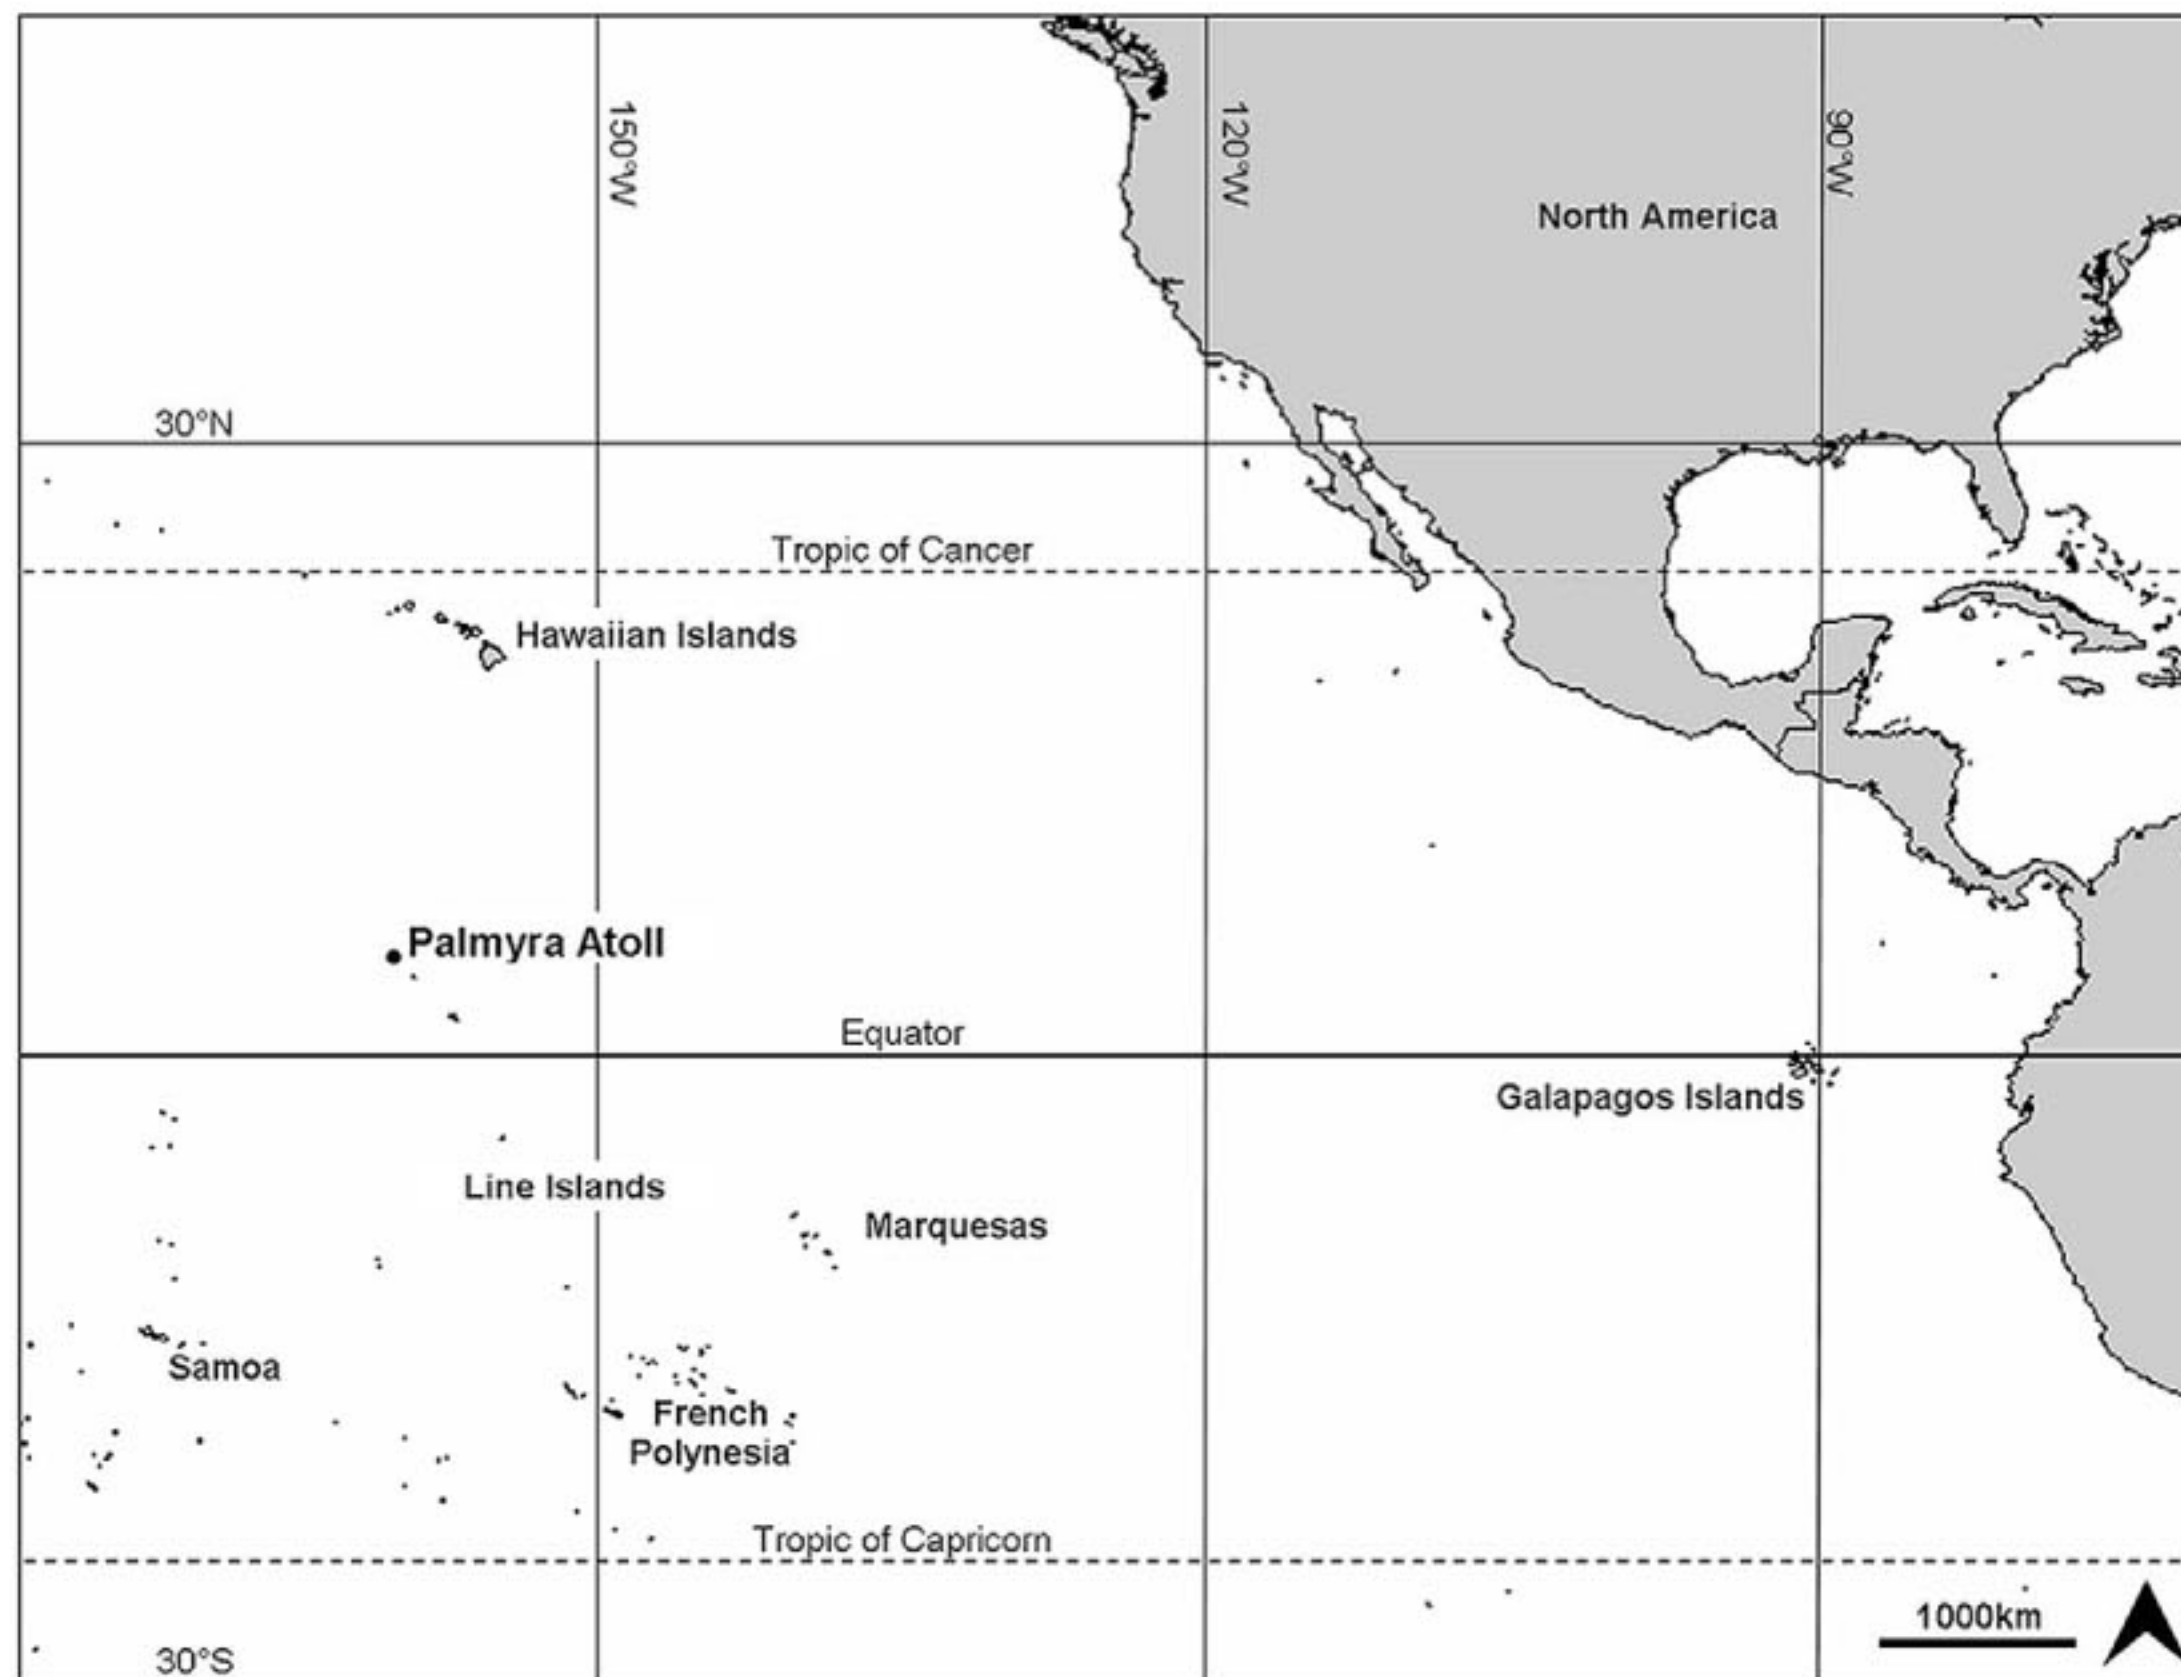 150°W
120°W
90°W
North America
30°N
Tropic of Cancer
Hawaiian Islands
Palmyra Atoll
Equator
Galapagos Islands
Line Islands
Marquesas
Samoa
French
Polynesia
Tropic of Capricorn
1000km
30°S